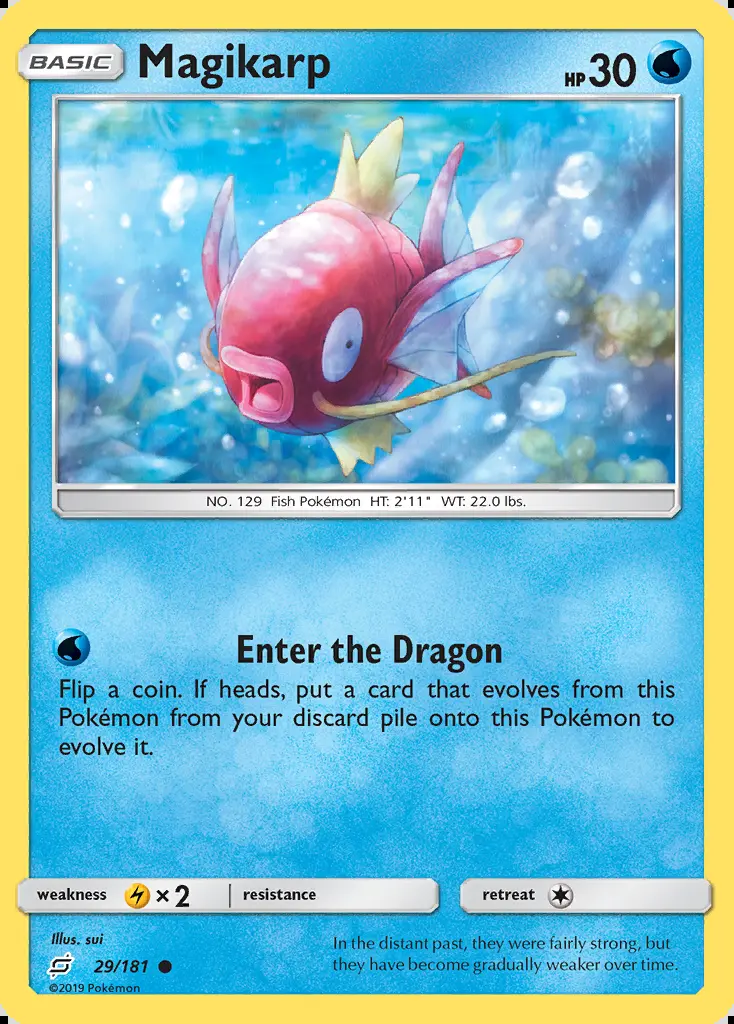 BASIC Magikarp HP 30
NO. 129 Fish Pokémon HT: 2'11" WT: 22.0 lbs.
Enter the Dragon
Flip a coin. If heads, put a card that evolves from this
Pokémon from your discard pile onto this Pokémon to
evolve it.
weakness × 2 resistance retreat
Illus. sui
29/181
©2019 Pokémon
In the distant past, they were fairly strong, but
they have become gradually weaker over time.